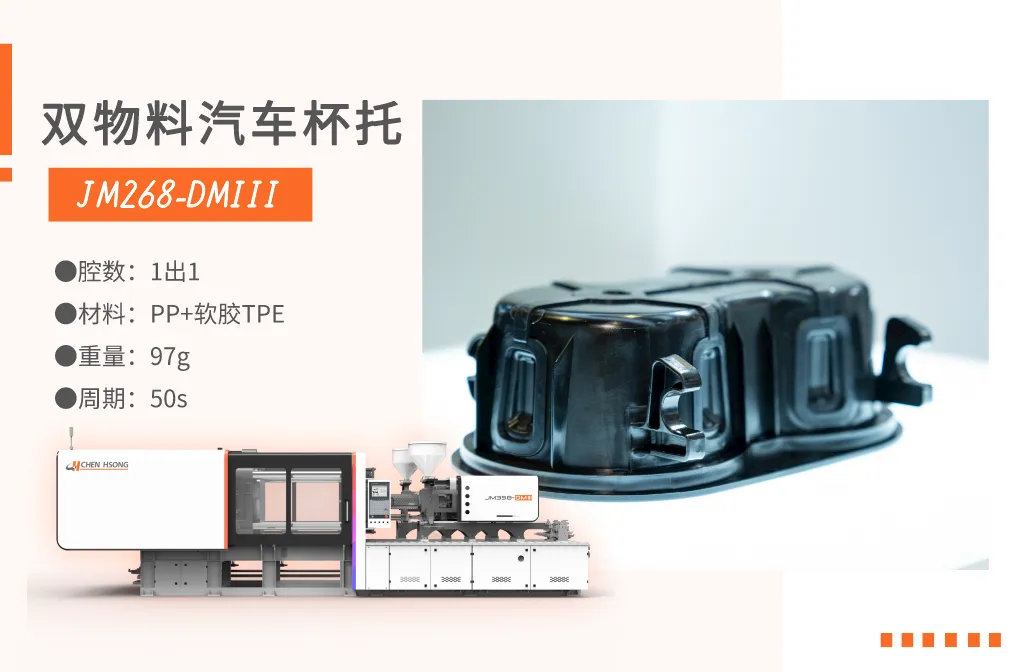 双物料汽车杯托
JM268-DMIII
●腔数：1出1
●材料：PP+软胶TPE
●重量：97g
●周期：50s
CHEN HSONG